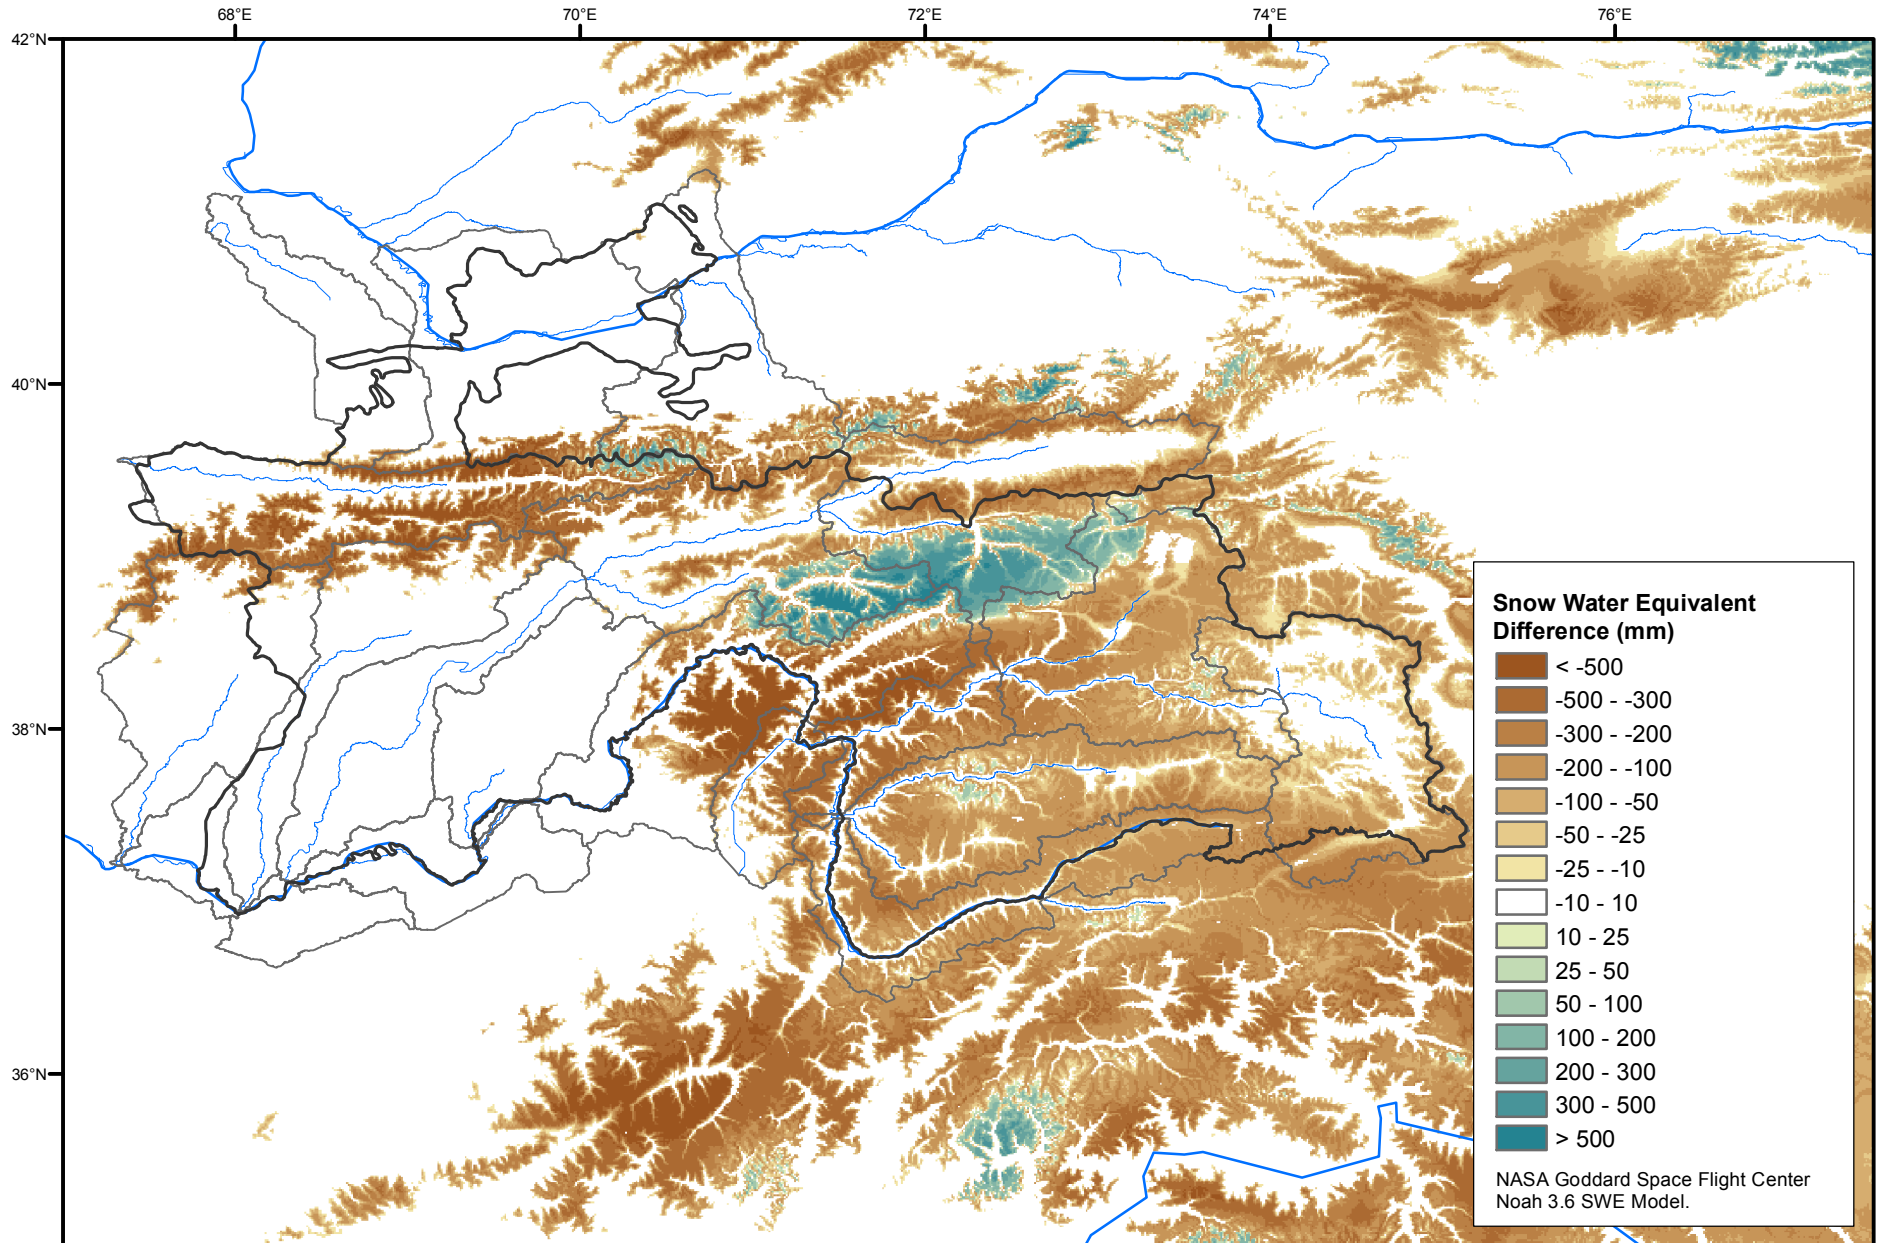 68°E 70°E 72°E 74°E 76°E
42°N
40°N
38°N
36°N
Snow Water Equivalent
Difference (mm)
< -500
-500 - -300
-300 - -200
-200 - -100
-100 - -50
-50 - -25
-25 - -10
-10 - 10
10 - 25
25 - 50
50 - 100
100 - 200
200 - 300
300 - 500
> 500
NASA Goddard Space Flight Center
Noah 3.6 SWE Model.